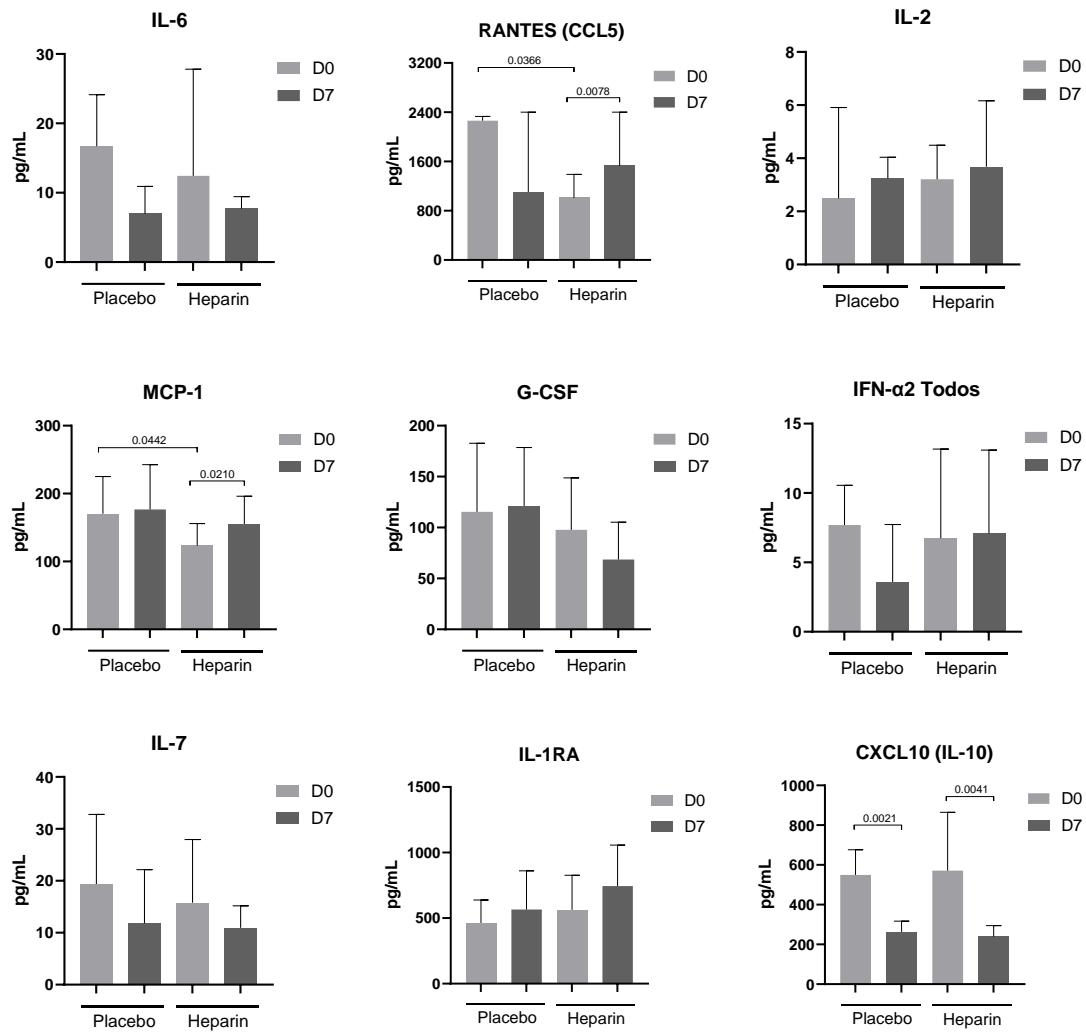 IL-6
30
20
10
0
pg/mL
D0
D7
Placebo
Heparin
RANTES (CCL5)
3200
2400
1600
800
0
pg/mL
0.0366
0.0078
D0
D7
Placebo
Heparin
IL-2
8
6
4
2
0
pg/mL
D0
D7
Placebo
Heparin
MCP-1
300
200
100
0
pg/mL
0.0442
0.0210
D0
D7
Placebo
Heparin
G-CSF
200
150
100
50
0
pg/mL
D0
D7
Placebo
Heparin
IFN-α2 Todos
15
10
5
0
pg/mL
D0
D7
Placebo
Heparin
IL-7
40
30
20
10
0
pg/mL
D0
D7
Placebo
Heparin
IL-1RA
1500
1000
500
0
pg/mL
D0
D7
Placebo
Heparin
CXCL10 (IL-10)
1000
800
600
400
200
0
pg/mL
0.0021
0.0041
D0
D7
Placebo
Heparin